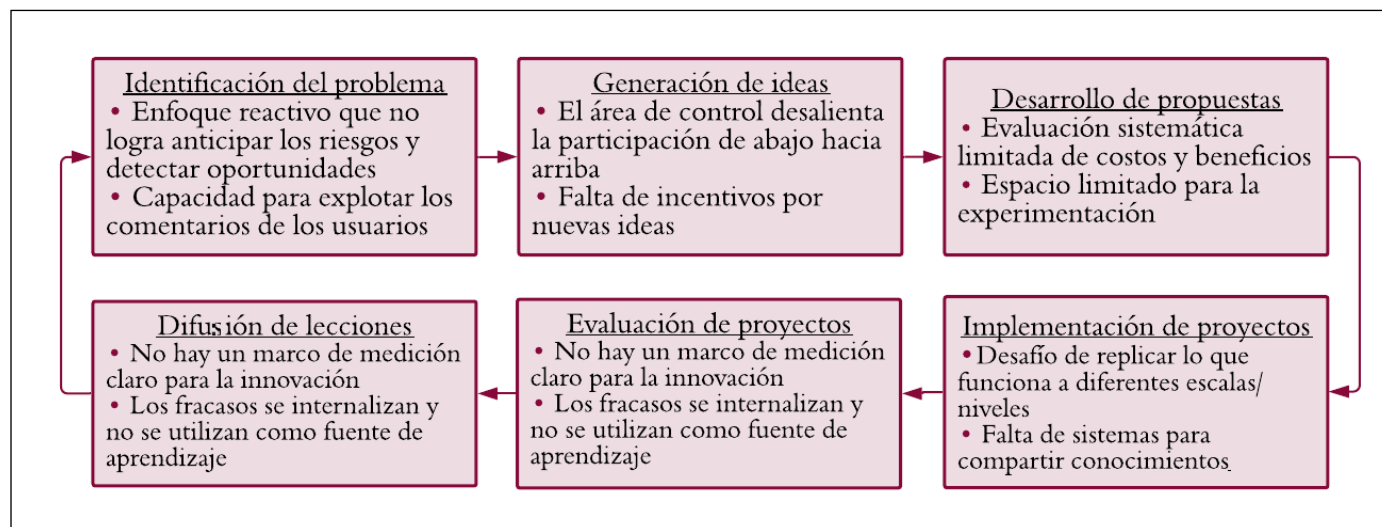 Identificación del problema
• Enfoque reactivo que no
logra anticipar los riesgos y
detectar oportunidades
• Capacidad para explotar los
comentarios de los usuarios
Generación de ideas
• El área de control desalienta
la participación de abajo hacia
arriba
• Falta de incentivos por
nuevas ideas
Desarrollo de propuestas
• Evaluación sistemática
limitada de costos y beneficios
• Espacio limitado para la
experimentación
Implementación de proyectos
• Desafío de replicar lo que
funciona a diferentes escalas/
niveles
• Falta de sistemas para
compartir conocimientos.
Evaluación de proyectos
• No hay un marco de medición
claro para la innovación
• Los fracasos se internalizan y
no se utilizan como fuente de
aprendizaje
Difusión de lecciones
• No hay un marco de medición
claro para la innovación
• Los fracasos se internalizan y
no se utilizan como fuente de
aprendizaje